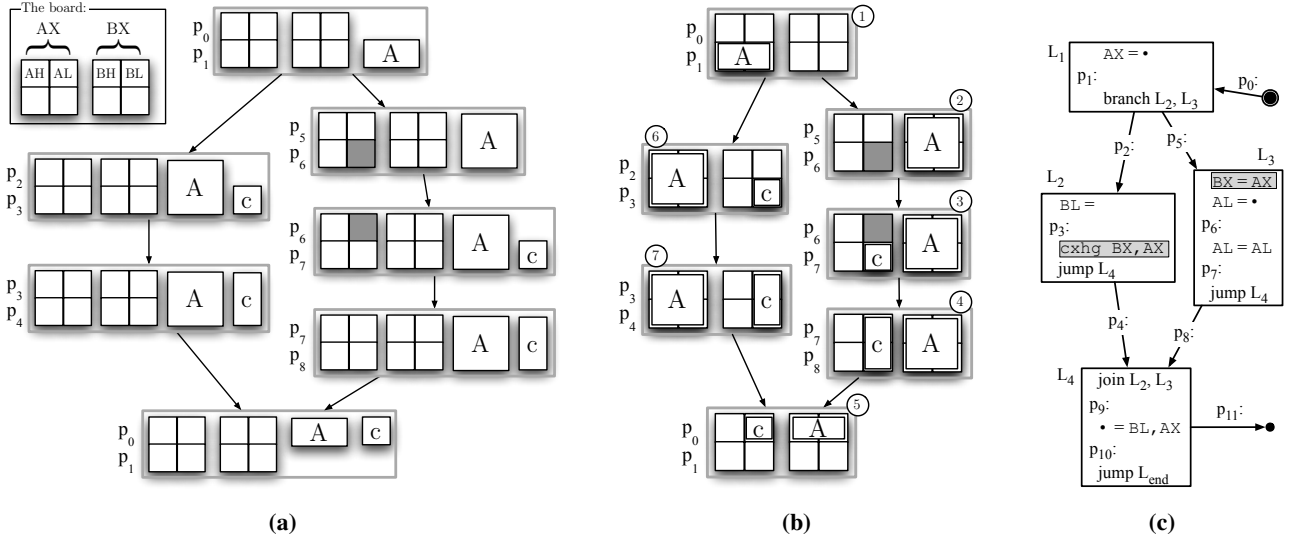 The board:
AX BX
AH AL BH BL
p0
p1
A
p5
p6
A
p2
p3
A c
p6
p7
A c
p3
p4
A c
p7
p8
A c
p0
p1
A c
(a)
1
p0
p1
A
2
p5
p6
A
6
p2
p3
A c
3
p6
p7
c A
7
p3
p4
A c
4
p7
p8
c A
5
p0
p1
c A
(b)
L1
AX = •
p1:
branch L2, L3
p0:
p2:
p5:
L2
BL =
p3:
cxhg BX,AX
jump L4
L3
BX = AX
AL = •
p6:
AL = AL
p7:
jump L4
p4:
p8:
L4
join L2, L3
p9:
• = BL,AX
p10:
jump Lend
p11:
(c)